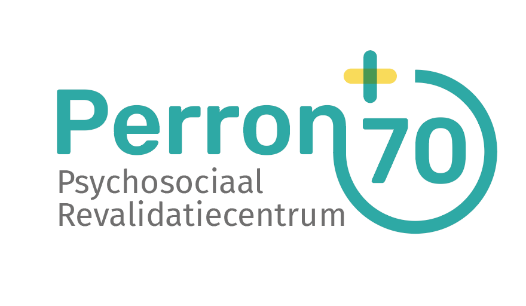 Perron 70
Psychosociaal
Revalidatiecentrum